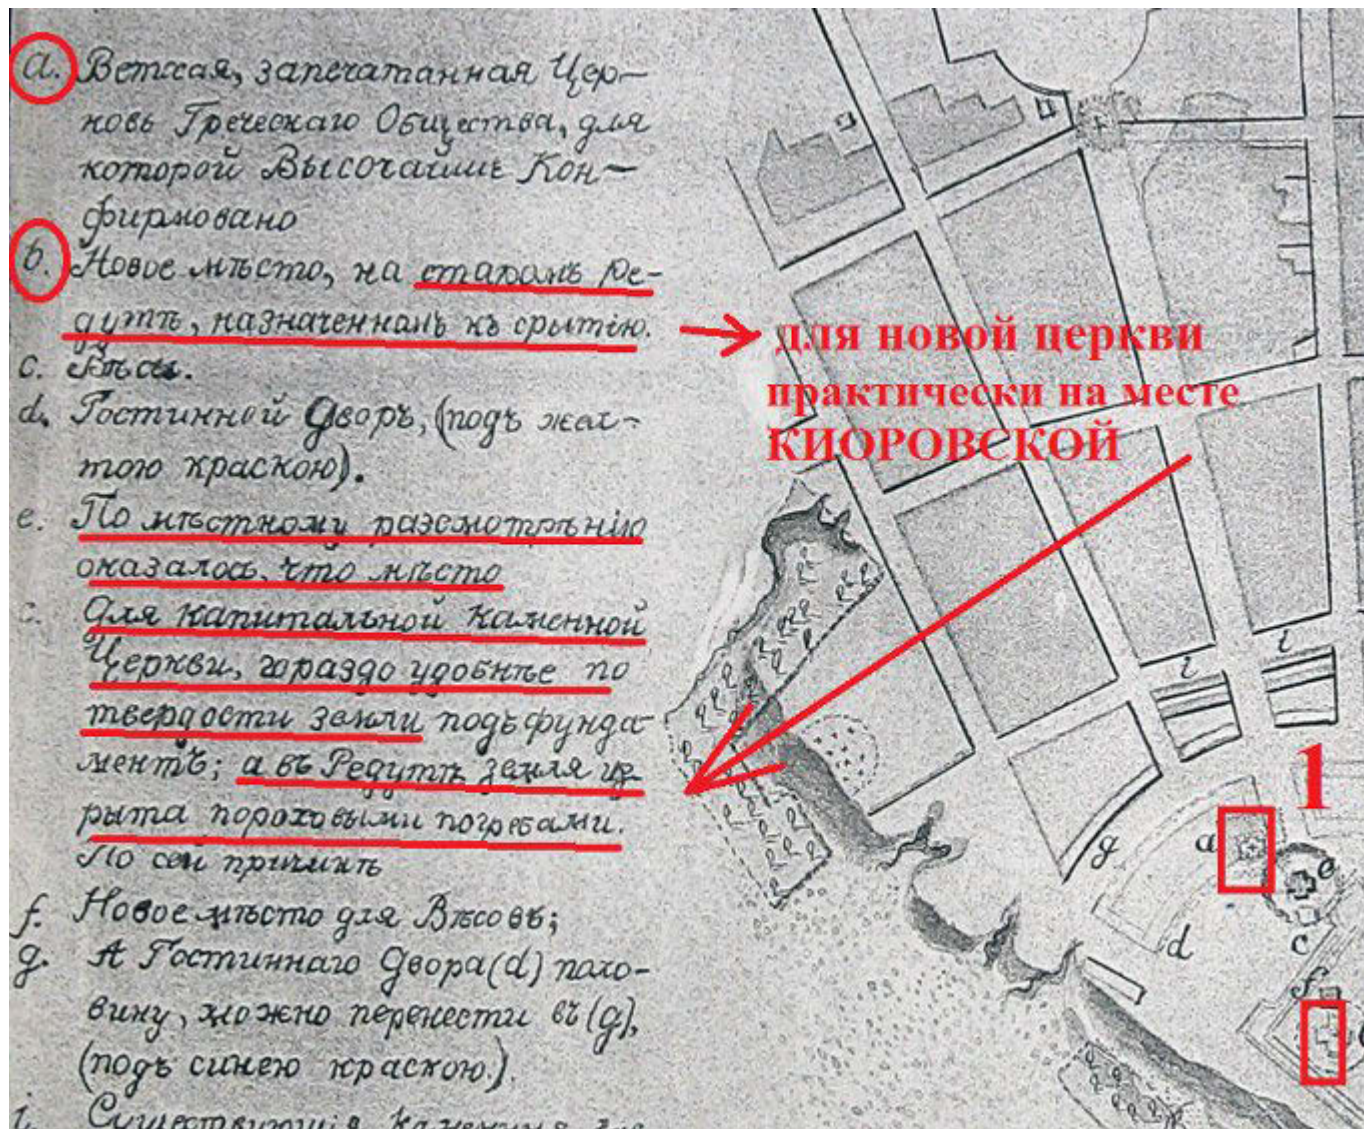 a. Ветхая, запечатанная Цер–
ковь Греческаго Общества, для
которой Высочайше Кон–
фирмовано
b. Новое мѣсто, на старомъ Ре–
дутѣ, назначенномъ къ срытію.
c. Вѣсы.
d. Гостинной Дворъ, (подъ жел–
тою краскою).
e. По мѣстному разсмотрѣнію
оказалось, что мѣсто
c. Для капитальной каменной
Церкви, гораздо удобнѣе по
твердости земли подъ фунда–
ментъ; а въ Редутѣ земля из–
рыта пороховыми погребами.
По сей причинѣ
f. Новое мѣсто для Вѣсовъ;
g. А Гостиннаго Двора (d) поло–
вину, можно перенести въ (g),
(подъ синею краскою.)
i. Существующія каменныя
для новой церкви
практически на месте
КИОРОВСКОЙ
i
i
1
g
a
e
d
c
f